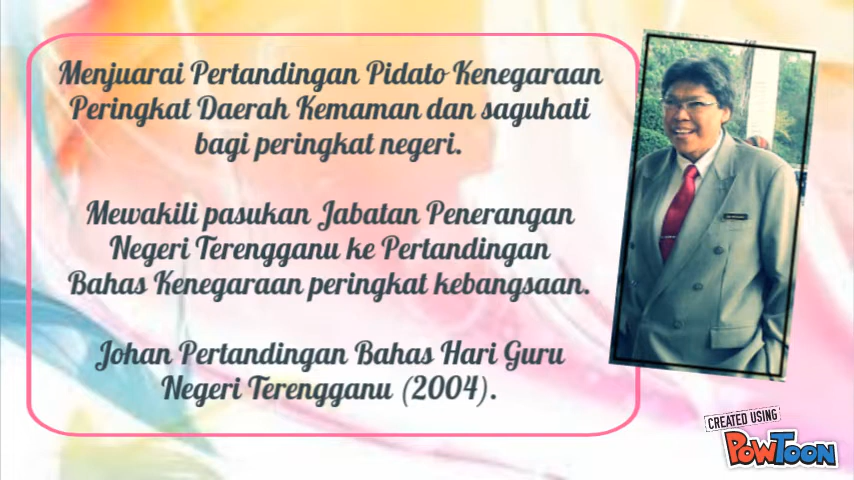 Menjuarai Pertandingan Pidato Kenegaraan
Peringkat Daerah Kemaman dan saguhati
bagi peringkat negeri.
Mewakili pasukan Jabatan Penerangan
Negeri Terengganu ke Pertandingan
Bahas Kenegaraan peringkat kebangsaan.
Johan Pertandingan Bahas Hari Guru
Negeri Terengganu (2004).
CREATED USING
POWTOON